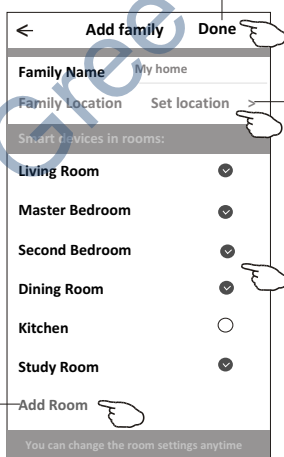 ← Add family Done
Family Name My home
Family Location Set location >
Smart devices in rooms:
Living Room
Master Bedroom
Second Bedroom
Dining Room
Kitchen
Study Room
Add Room
You can change the room settings anytime
Gree